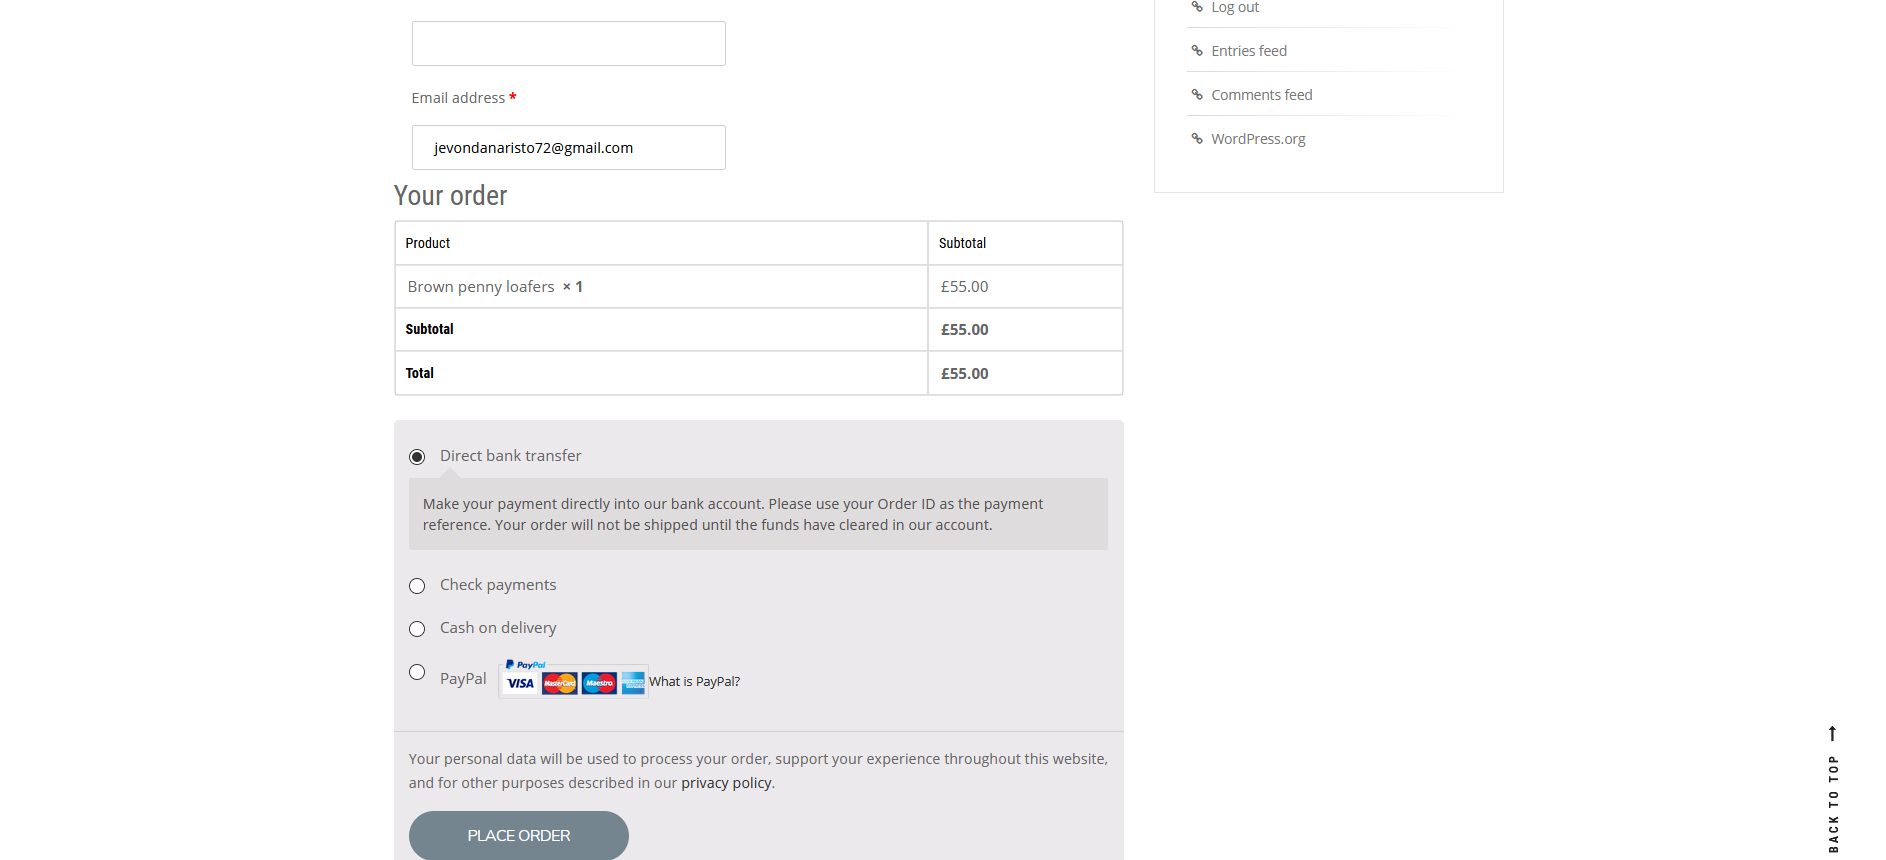 Email address *
jevondanaristo72@gmail.com
Your order
Product Subtotal
Brown penny loafers × 1 £55.00
Subtotal £55.00
Total £55.00
Direct bank transfer
Make your payment directly into our bank account. Please use your Order ID as the payment
reference. Your order will not be shipped until the funds have cleared in our account.
Check payments
Cash on delivery
PayPal
PayPal
VISA MasterCard Maestro
What is PayPal?
Your personal data will be used to process your order, support your experience throughout this website,
and for other purposes described in our privacy policy.
PLACE ORDER
Log out
Entries feed
Comments feed
WordPress.org
BACK TO TOP